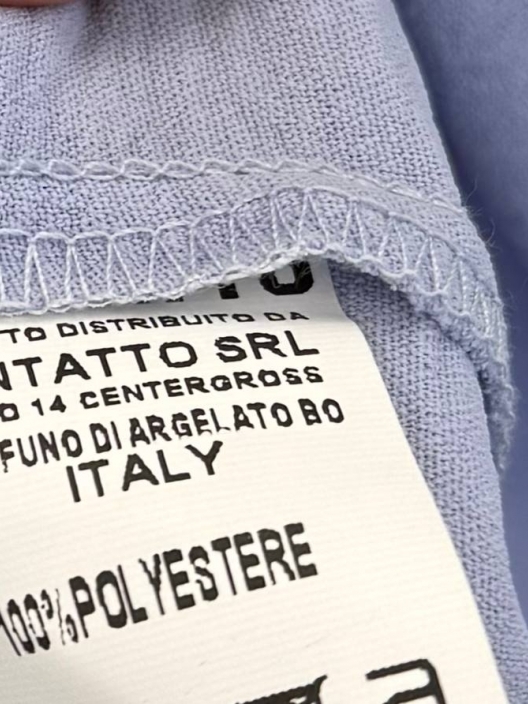 TO DISTRIBUITO DA
NTATTO SRL
O 14 CENTERGROSS
FUNO DI ARGELATO BO
ITALY
100%POLYESTERE